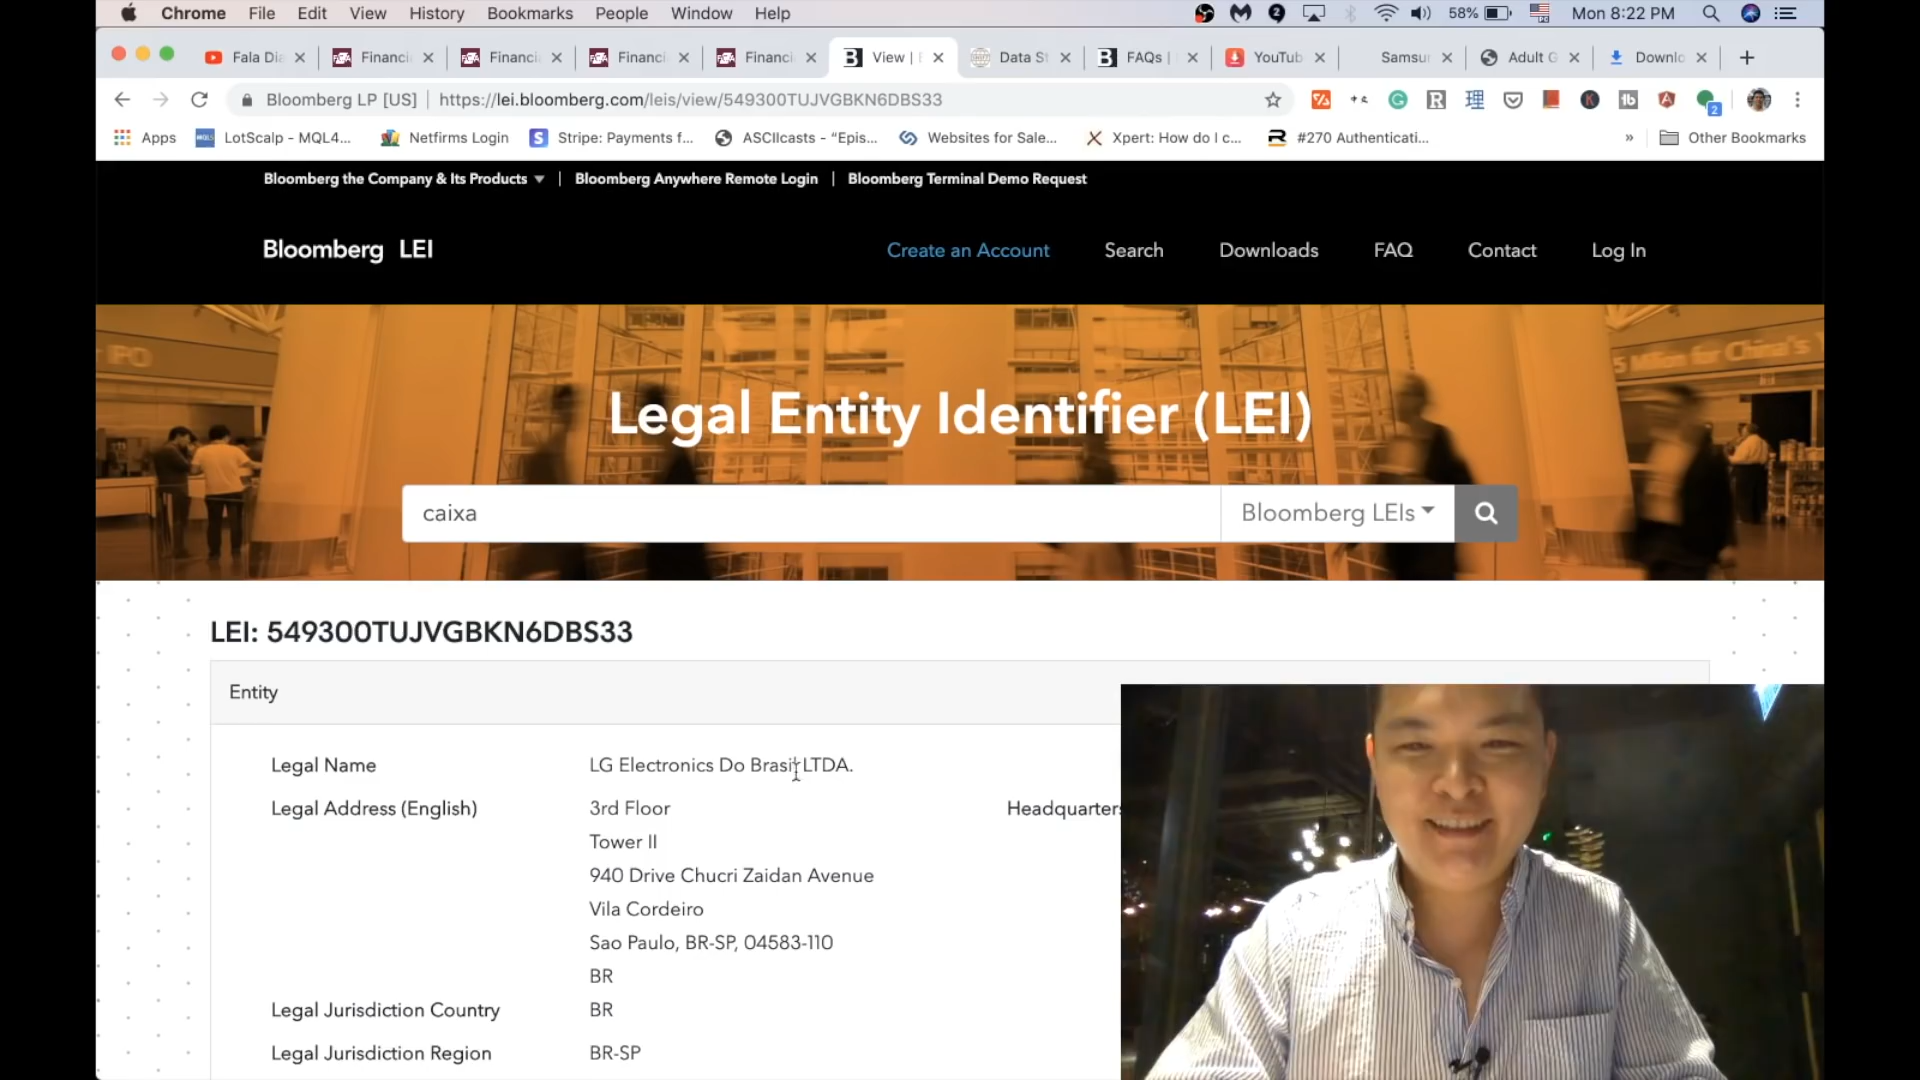 Chrome File Edit View History Bookmarks People Window Help 58% Mon 8:22 PM
Fala Dia Financi Financi Financi Financi View | Data St FAQs | YouTub Samsu Adult G Downlo
Bloomberg LP [US] https://lei.bloomberg.com/leis/view/549300TUJVGBKN6DBS33
Apps LotScalp - MQL4... Netfirms Login Stripe: Payments f... ASCIIcasts - “Epis... Websites for Sale... Xpert: How do I c... #270 Authenticati... » Other Bookmarks
Bloomberg the Company & Its Products | Bloomberg Anywhere Remote Login | Bloomberg Terminal Demo Request
Bloomberg LEI Create an Account Search Downloads FAQ Contact Log In
Legal Entity Identifier (LEI)
caixa Bloomberg LEIs
LEI: 549300TUJVGBKN6DBS33
Entity
Legal Name LG Electronics Do Brasil LTDA.
Legal Address (English) 3rd Floor Headquarters
Tower II
940 Drive Chucri Zaidan Avenue
Vila Cordeiro
Sao Paulo, BR-SP, 04583-110
BR
Legal Jurisdiction Country BR
Legal Jurisdiction Region BR-SP